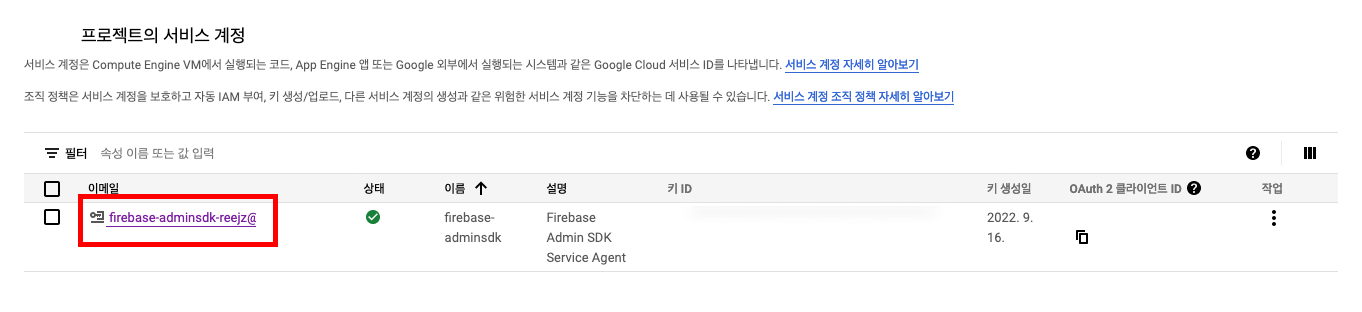 프로젝트의 서비스 계정
서비스 계정은 Compute Engine VM에서 실행되는 코드, App Engine 앱 또는 Google 외부에서 실행되는 시스템과 같은 Google Cloud 서비스 ID를 나타냅니다. 서비스 계정 자세히 알아보기
조직 정책은 서비스 계정을 보호하고 자동 IAM 부여, 키 생성/업로드, 다른 서비스 계정의 생성과 같은 위험한 서비스 계정 기능을 차단하는 데 사용될 수 있습니다. 서비스 계정 조직 정책 자세히 알아보기
필터 속성 이름 또는 값 입력
이메일 상태 이름 설명 키 ID 키 생성일 OAuth 2 클라이언트 ID 작업
firebase-adminsdk-reejz@ firebase- Firebase 2022. 9.
adminsdk Admin SDK 16.
Service Agent